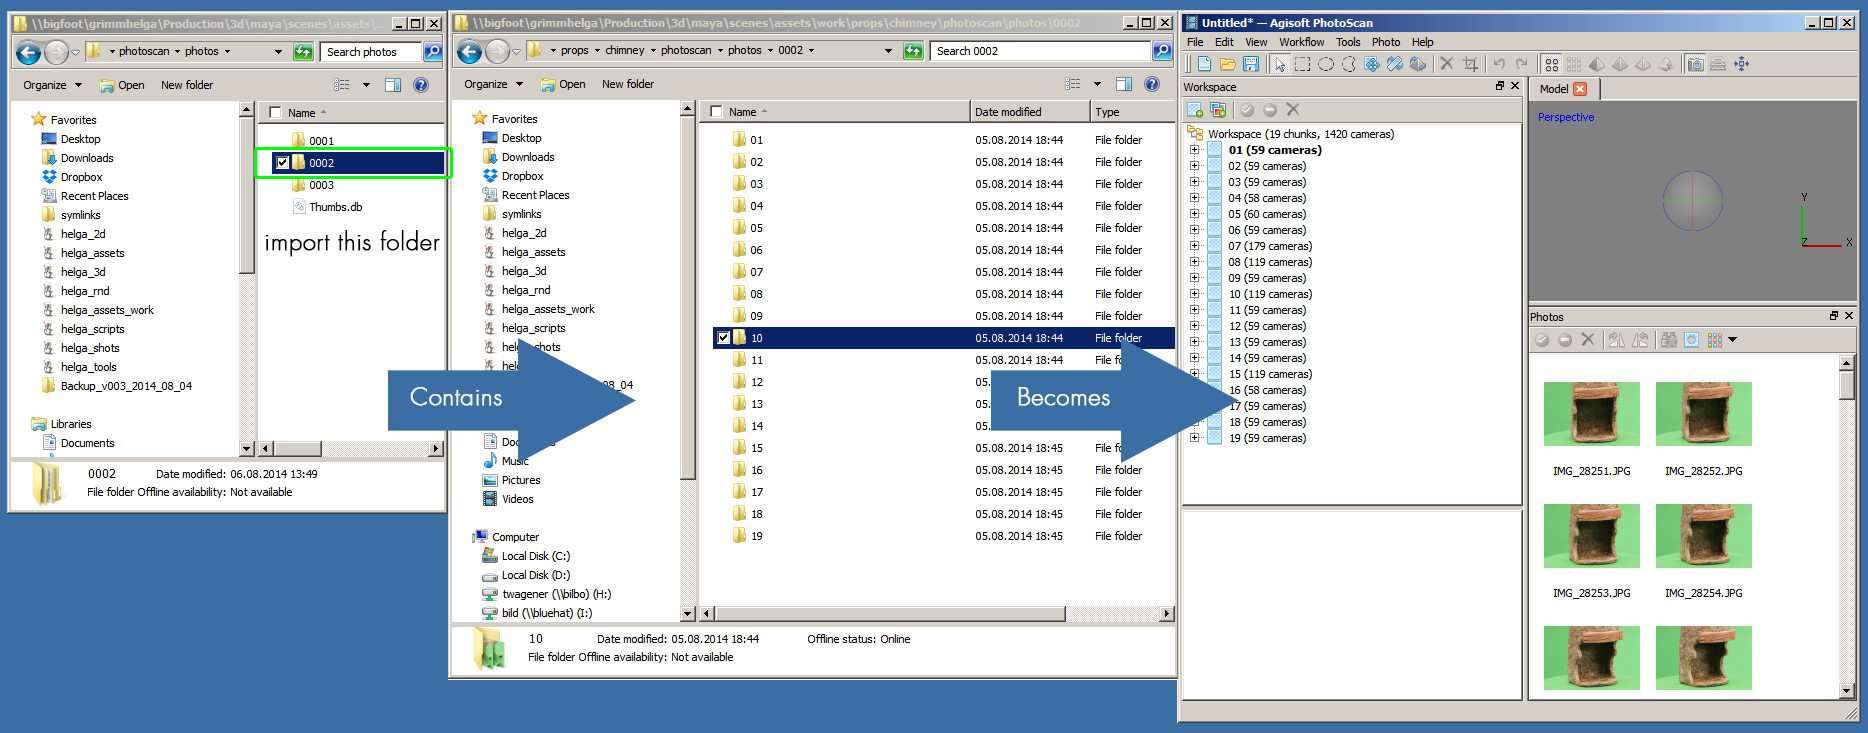 \\bigfoot\grimmhelga\Production\3d\maya\scenes\assets\...
photoscan photos
Search photos
Organize Open New folder
Favorites
Desktop
Downloads
Dropbox
Recent Places
symlinks
helga_2d
helga_assets
helga_3d
helga_rnd
helga_assets_work
helga_scripts
helga_shots
helga_tools
Backup_v003_2014_08_04
Libraries
Documents
Name
0001
0002
0003
Thumbs.db
import this folder
0002 Date modified: 06.08.2014 13:49
File folder Offline availability: Not available
Contains
\\bigfoot\grimmhelga\Production\3d\maya\scenes\assets\work\props\chimney\photoscan\photos\0002
props chimney photoscan photos 0002
Search 0002
Organize Open New folder
Favorites
Desktop
Downloads
Dropbox
Recent Places
symlinks
helga_2d
helga_assets
helga_3d
helga_rnd
helga_assets_work
helga_scripts
_shots
08_04
Music
Pictures
Videos
Computer
Local Disk (C:)
Local Disk (D:)
twagener (\\bilbo) (H:)
bild (\\bluehat) (I:)
Name Date modified Type
01 05.08.2014 18:44 File folder
02 05.08.2014 18:44 File folder
03 05.08.2014 18:44 File folder
04 05.08.2014 18:44 File folder
05 05.08.2014 18:44 File folder
06 05.08.2014 18:44 File folder
07 05.08.2014 18:44 File folder
08 05.08.2014 18:44 File folder
09 05.08.2014 18:44 File folder
10 05.08.2014 18:44 File folder
11 05.08.2014 18:44 File
12 05.08.2
13 05.08.2
14 05.08.2
15 05.08.2014 18:45 File folder
16 05.08.2014 18:45 File folder
17 05.08.2014 18:45 File folder
18 05.08.2014 18:45 File folder
19 05.08.2014 18:45 File folder
10 Date modified: 05.08.2014 18:44 Offline status: Online
File folder Offline availability: Not available
Becomes
Untitled* — Agisoft PhotoScan
File Edit View Workflow Tools Photo Help
Workspace
Workspace (19 chunks, 1420 cameras)
01 (59 cameras)
02 (59 cameras)
03 (59 cameras)
04 (58 cameras)
05 (60 cameras)
06 (59 cameras)
07 (179 cameras)
08 (119 cameras)
09 (59 cameras)
10 (119 cameras)
11 (59 cameras)
12 (59 cameras)
13 (59 cameras)
14 (59 cameras)
15 (119 cameras)
16 (58 cameras)
17 (59 cameras)
18 (59 cameras)
19 (59 cameras)
Model
Perspective
Y
Z X
Photos
IMG_28251.JPG IMG_28252.JPG
IMG_28253.JPG IMG_28254.JPG